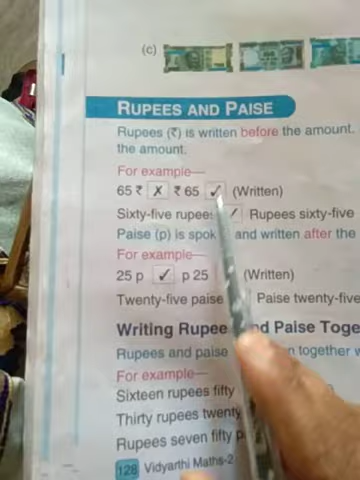 (c)
RUPEES AND PAISE
Rupees (₹) is written before the amount.
the amount.
For example—
65 ₹ ✗ ₹ 65 ✓ (Written)
Sixty-five rupees ✓ Rupees sixty-five
Paise (p) is spok and written after the
For example—
25 p ✓ p 25 (Written)
Twenty-five paise Paise twenty-five
Writing Rupee nd Paise Toge
Rupees and paise n together w
For example—
Sixteen rupees fifty
Thirty rupees twenty
Rupees seven fifty p
128 Vidyarthi Maths-2